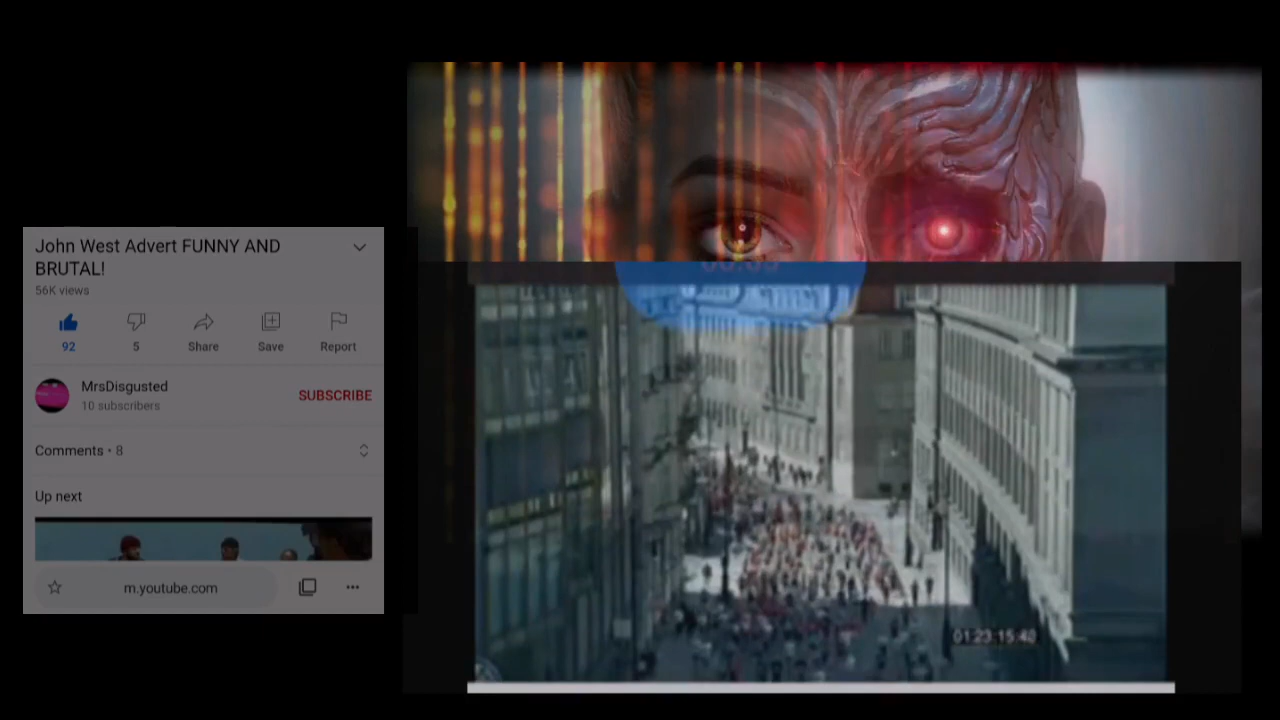 John West Advert FUNNY AND
BRUTAL!
56K views
92
5
Share
Save
Report
MrsDisgusted
10 subscribers
SUBSCRIBE
Comments • 8
Up next
m.youtube.com
01:23:15:40